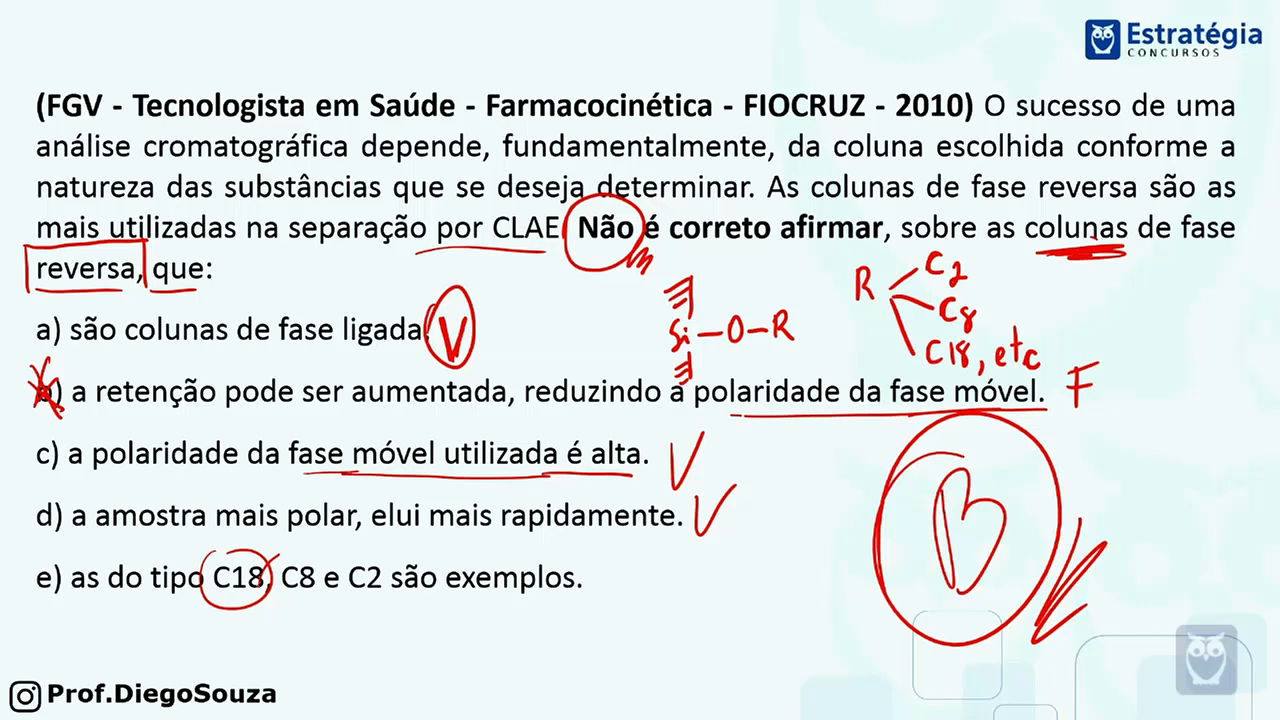 Estratégia
CONCURSOS
(FGV - Tecnologista em Saúde - Farmacocinética - FIOCRUZ - 2010) O sucesso de uma
análise cromatográfica depende, fundamentalmente, da coluna escolhida conforme a
natureza das substâncias que se deseja determinar. As colunas de fase reversa são as
mais utilizadas na separação por CLAE. Não é correto afirmar, sobre as colunas de fase
reversa, que:
R C2
C8
C18, etc
Si-O-R
a) são colunas de fase ligada. V
b) a retenção pode ser aumentada, reduzindo a polaridade da fase móvel. F
c) a polaridade da fase móvel utilizada é alta. V
d) a amostra mais polar, elui mais rapidamente. V
B
e) as do tipo C18, C8 e C2 são exemplos.
Prof.DiegoSouza